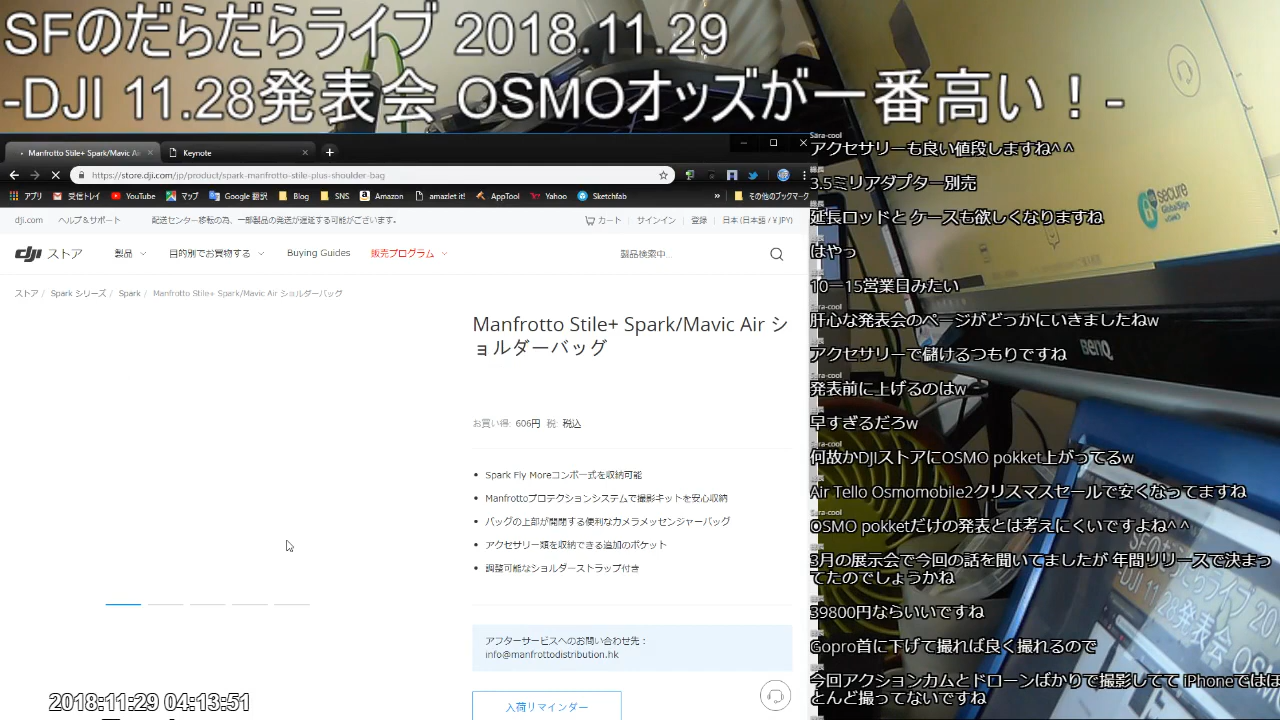 SFのだらだらライブ 2018.11.29
-DJI 11.28発表会 OSMOオッズが一番高い！-
Manfrotto Stile+ Spark/Mavic Ai
Keynote
https://store.dji.com/jp/product/spark-manfrotto-stile-plus-shoulder-bag
アプリ 受信トレイ YouTube マップ Google 翻訳 Blog SNS Amazon amazlet it! AppTool Yahoo Sketchfab » その他のブックマーク
dji.com ヘルプ&サポート 配送センター移転の為、一部製品の発送が遅延する可能がございます。 カート サインイン 登録 日本 (日本語 / ¥ JPY)
dji ストア 製品 目的別でお買物する Buying Guides 販売プログラム 製品検索中...
ストア / Spark シリーズ / Spark / Manfrotto Stile+ Spark/Mavic Air ショルダーバッグ
Manfrotto Stile+ Spark/Mavic Air シ
ョルダーバッグ
お買い得: 606円 税: 税込
Spark Fly Moreコンボ一式を収納可能
Manfrottoプロテクションシステムで撮影キットを安心収納
バッグの上部が開閉する便利なカメラメッセンジャーバッグ
アクセサリー類を収納できる追加のポケット
調整可能なショルダーストラップ付き
アフターサービスへのお問い合わせ先：
info@manfrottodistribution.hk
入荷リマインダー
2018-11-29 04:13:51
Sara-cool
アクセサリーも良い値段しますね^ ^
3.5ミリアダプター別売
延長ロッドと ケースも欲しくなりますね
はやっ
10ー15営業日みたい
Sara-cool
肝心な発表会のページがどっかにいきましたねw
アクセサリーで儲けるつもりですね
Sara-cool
発表前に上げるのはw
早すぎるだろw
Sara-cool
何故かDJIストアにOSMO pokket上がってるw
Air Tello Osmomobile2クリスマスセールで安くなってますね
Sara-cool
OSMO pokketだけの発表とは考えにくいですよね^ ^
3月の展示会で今回の話を聞いてましたが 年間リリースで決まっ
てたのでしょうかね
39800円ならいいですね
Gopro首に下げて撮れば良く撮れるので
今回アクションカムとドローンばかりで撮影してて iPhoneではほ
とんど撮ってないですね
secure
GlobalSign
BenQ
SFのだらだらライブ 20
-DJI 11.28発表会 OSM